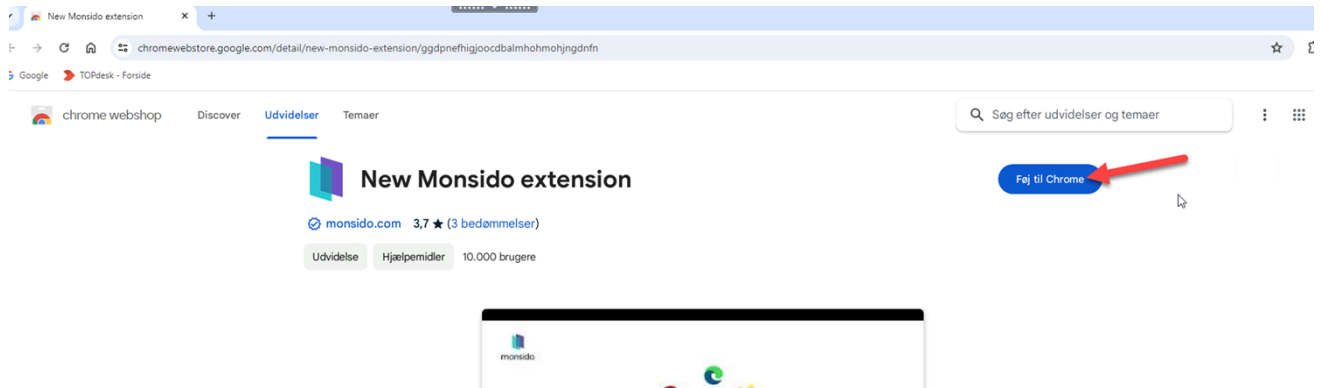 New Monsido extension
chromewebstore.google.com/detail/new-monsido-extension/ggdpnefhigjoocdbalmhohmohjngdnfn
Google TOPdesk - Forside
chrome webshop Discover Udvidelser Temaer Søg efter udvidelser og temaer
New Monsido extension Føj til Chrome
monsido.com 3,7 ★ (3 bedømmelser)
Udvidelse Hjælpemidler 10.000 brugere
monsido